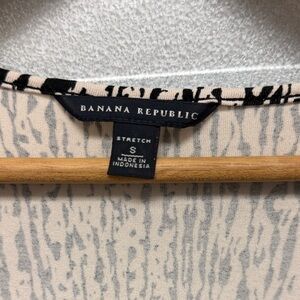 BANANA REPUBLIC
STRETCH
S
MADE IN
INDONESIA